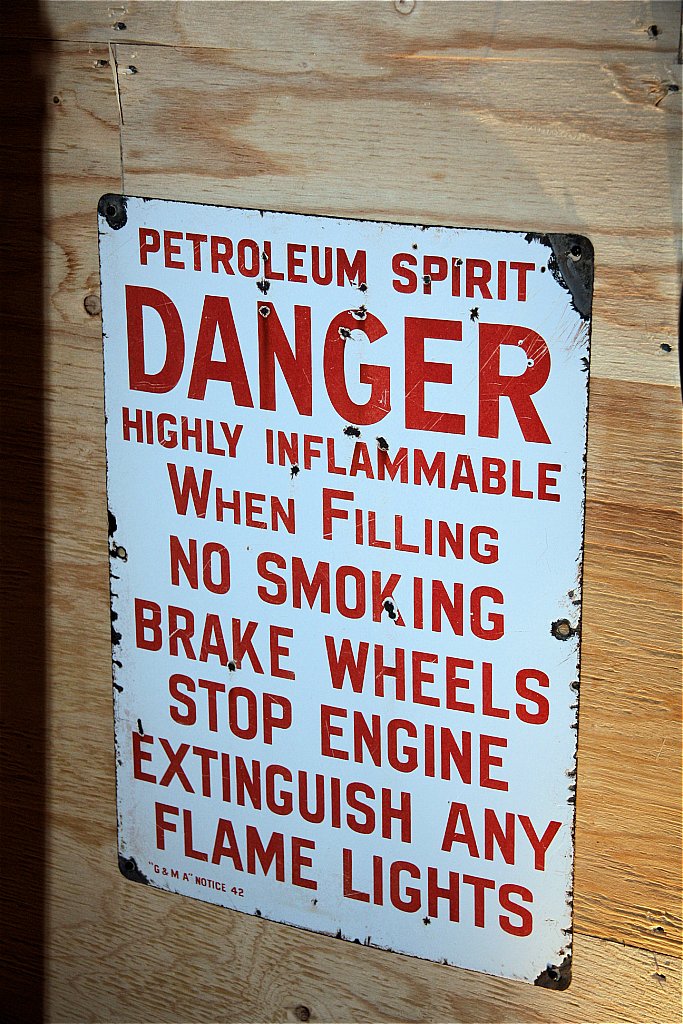 PETROLEUM SPIRIT
DANGER
HIGHLY INFLAMMABLE
WHEN FILLING
NO SMOKING
BRAKE WHEELS
STOP ENGINE
EXTINGUISH ANY
FLAME LIGHTS
"G & M A" NOTICE 42